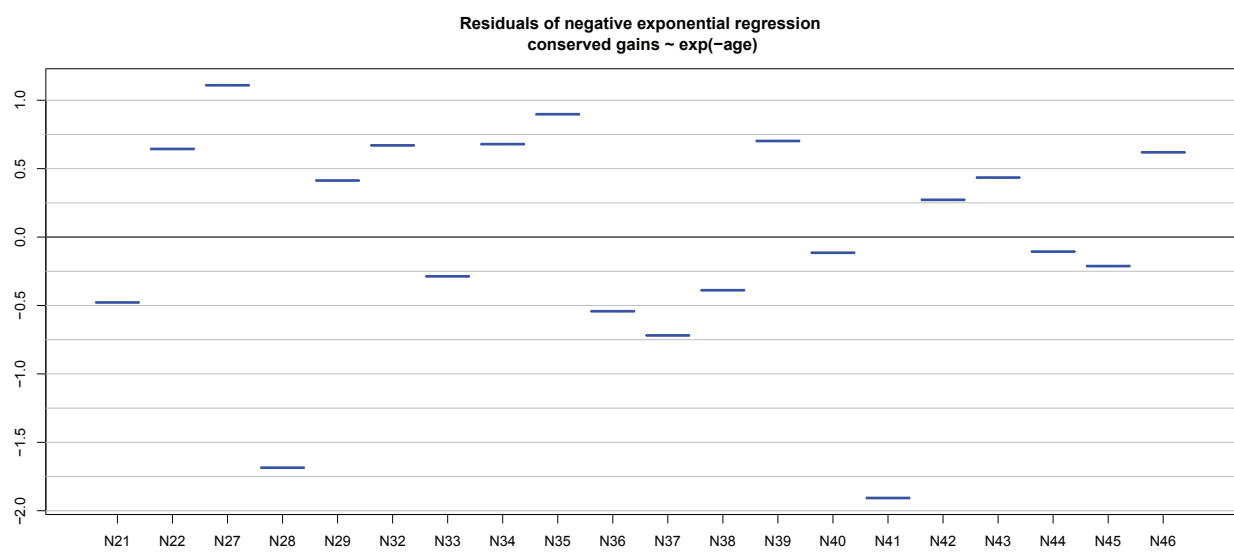 Residuals of negative exponential regression
conserved gains ~ exp(−age)
1.0
0.5
0.0
−0.5
−1.0
−1.5
−2.0
N21 N22 N27 N28 N29 N32 N33 N34 N35 N36 N37 N38 N39 N40 N41 N42 N43 N44 N45 N46